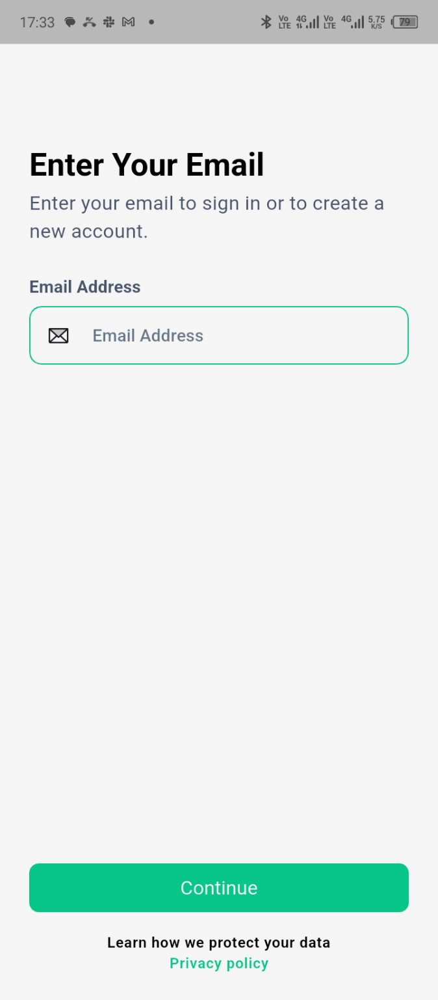 17:33 Vo LTE 4G Vo LTE 4G 5.75 K/S 79
Enter Your Email
Enter your email to sign in or to create a
new account.
Email Address
Email Address
Continue
Learn how we protect your data
Privacy policy